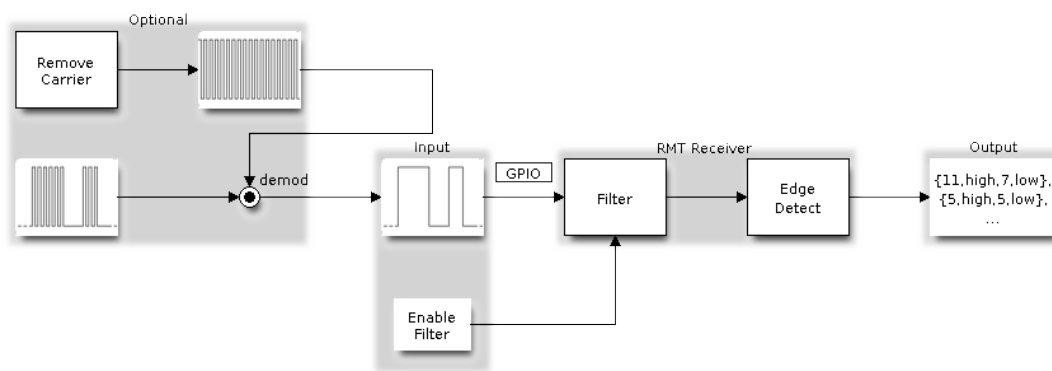 Optional
Remove
Carrier
demod
Input
GPIO
RMT Receiver
Filter
Edge
Detect
Output
{11,high,7,low},
{5,high,5,low},
...
Enable
Filter